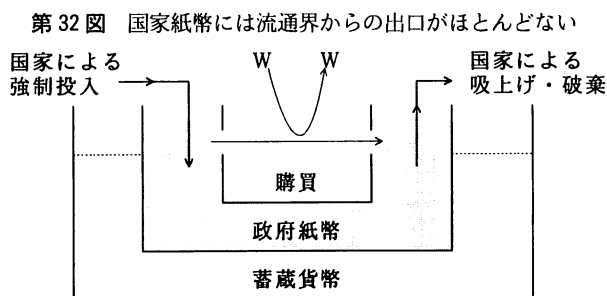 第32図 国家紙幣には流通界からの出口がほとんどない
国家による
強制投入
W W
国家による
吸上げ・破棄
購買
政府紙幣
蓄蔵貨幣